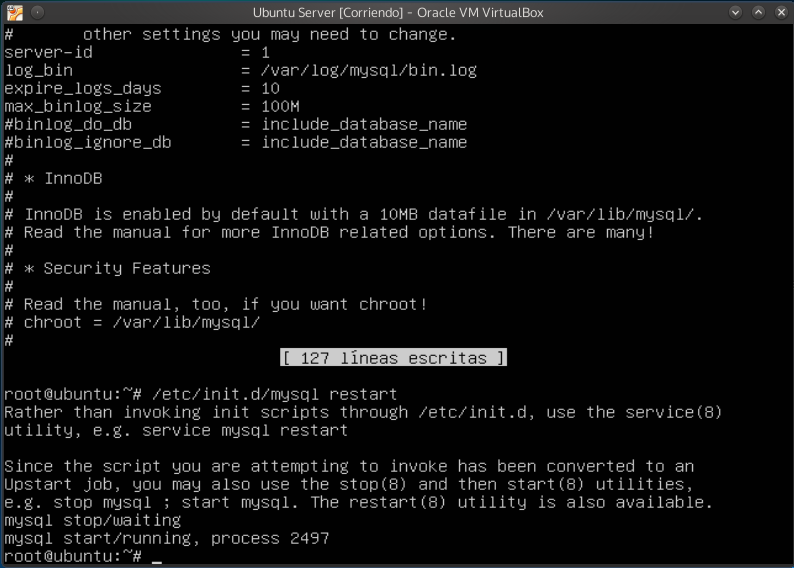 Ubuntu Server [Corriendo] - Oracle VM VirtualBox
#       other settings you may need to change.
server-id               = 1
log_bin                 = /var/log/mysql/bin.log
expire_logs_days        = 10
max_binlog_size         = 100M
#binlog_do_db           = include_database_name
#binlog_ignore_db       = include_database_name
#
# * InnoDB
#
# InnoDB is enabled by default with a 10MB datafile in /var/lib/mysql/.
# Read the manual for more InnoDB related options. There are many!
#
# * Security Features
#
# Read the manual, too, if you want chroot!
# chroot = /var/lib/mysql/
#
[ 127 líneas escritas ]
root@ubuntu:~# /etc/init.d/mysql restart
Rather than invoking init scripts through /etc/init.d, use the service(8)
utility, e.g. service mysql restart
Since the script you are attempting to invoke has been converted to an
Upstart job, you may also use the stop(8) and then start(8) utilities,
e.g. stop mysql ; start mysql. The restart(8) utility is also available.
mysql stop/waiting
mysql start/running, process 2497
root@ubuntu:~# _